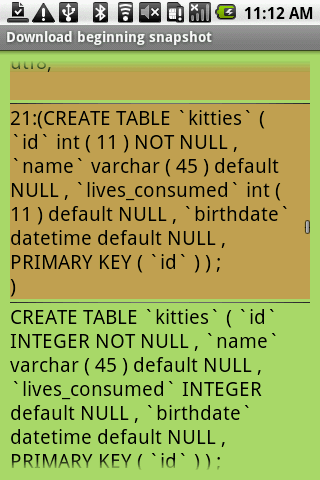 11:12 AM
Download beginning snapshot
utf8,
21:(CREATE TABLE `kitties` (
`id` int ( 11 ) NOT NULL ,
`name` varchar ( 45 ) default
NULL , `lives_consumed` int (
11 ) default NULL , `birthdate`
datetime default NULL ,
PRIMARY KEY ( `id` ) ) ;
)
CREATE TABLE `kitties` ( `id`
INTEGER NOT NULL , `name`
varchar ( 45 ) default NULL ,
`lives_consumed` INTEGER
default NULL , `birthdate`
datetime default NULL ,
PRIMARY KEY ( `id` ) ) ;